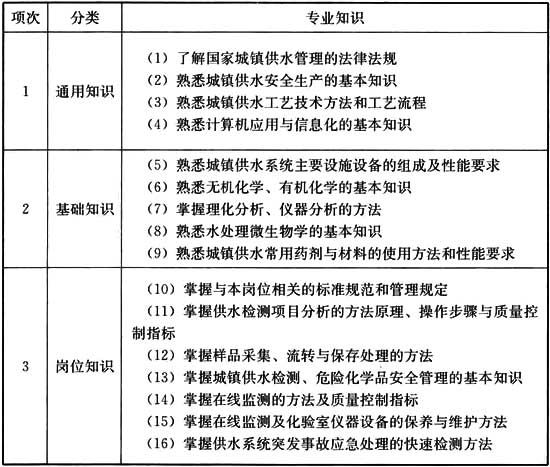 项次 分类 专业知识
1 通用知识
（1）了解国家城镇供水管理的法律法规
（2）熟悉城镇供水安全生产的基本知识
（3）熟悉城镇供水工艺技术方法和工艺流程
（4）熟悉计算机应用与信息化的基本知识
2 基础知识
（5）熟悉城镇供水系统主要设施设备的组成及性能要求
（6）熟悉无机化学、有机化学的基本知识
（7）掌握理化分析、仪器分析的方法
（8）熟悉水处理微生物学的基本知识
（9）熟悉城镇供水常用药剂与材料的使用方法和性能要求
3 岗位知识
（10）掌握与本岗位相关的标准规范和管理规定
（11）掌握供水检测项目分析的方法原理、操作步骤与质量控
制指标
（12）掌握样品采集、流转与保存处理的方法
（13）掌握城镇供水检测、危险化学品安全管理的基本知识
（14）掌握在线监测的方法及质量控制指标
（15）掌握在线监测及化验室仪器设备的保养与维护方法
（16）掌握供水系统突发事故应急处理的快速检测方法